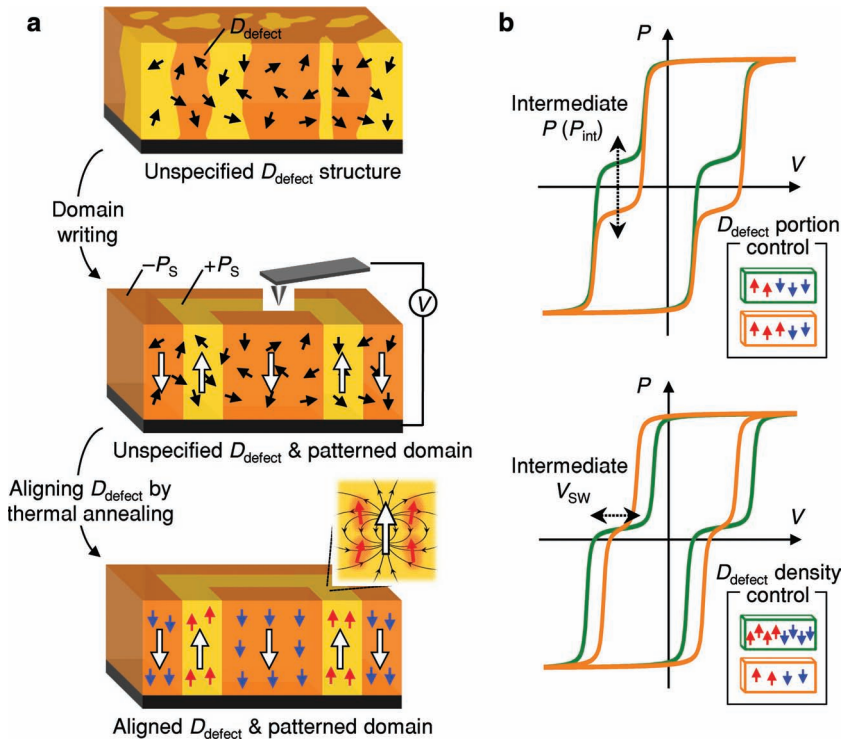 a
D_defect
Unspecified D_defect structure
Domain
writing
−P_S
+P_S
V
Unspecified D_defect & patterned domain
Aligning D_defect by
thermal annealing
Aligned D_defect & patterned domain
b
P
Intermediate
P (P_int)
V
D_defect portion
control
P
Intermediate
V_SW
V
D_defect density
control